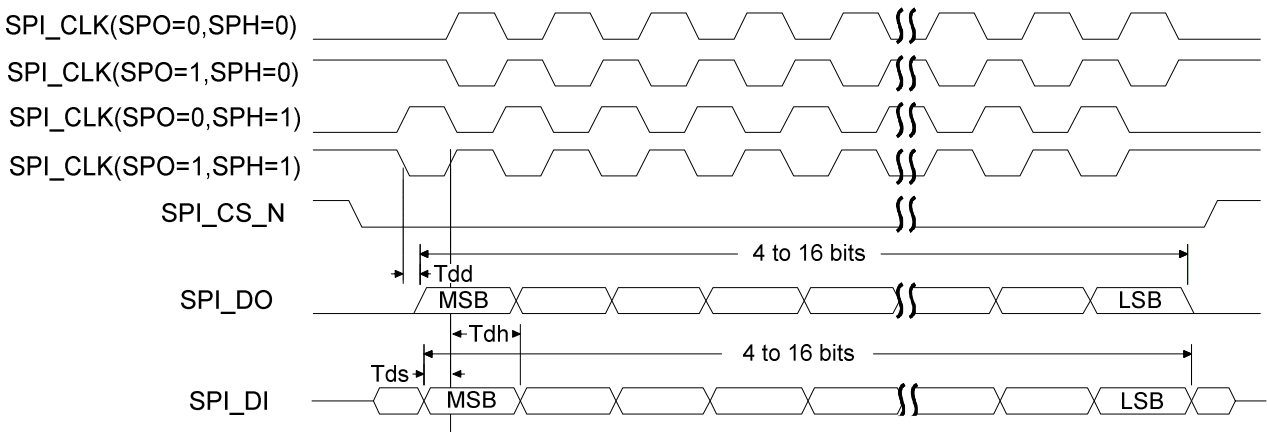 SPI_CLK(SPO=0,SPH=0)
SPI_CLK(SPO=1,SPH=0)
SPI_CLK(SPO=0,SPH=1)
SPI_CLK(SPO=1,SPH=1)
SPI_CS_N
4 to 16 bits
Tdd
SPI_DO
MSB
LSB
Tdh
4 to 16 bits
Tds
SPI_DI
MSB
LSB